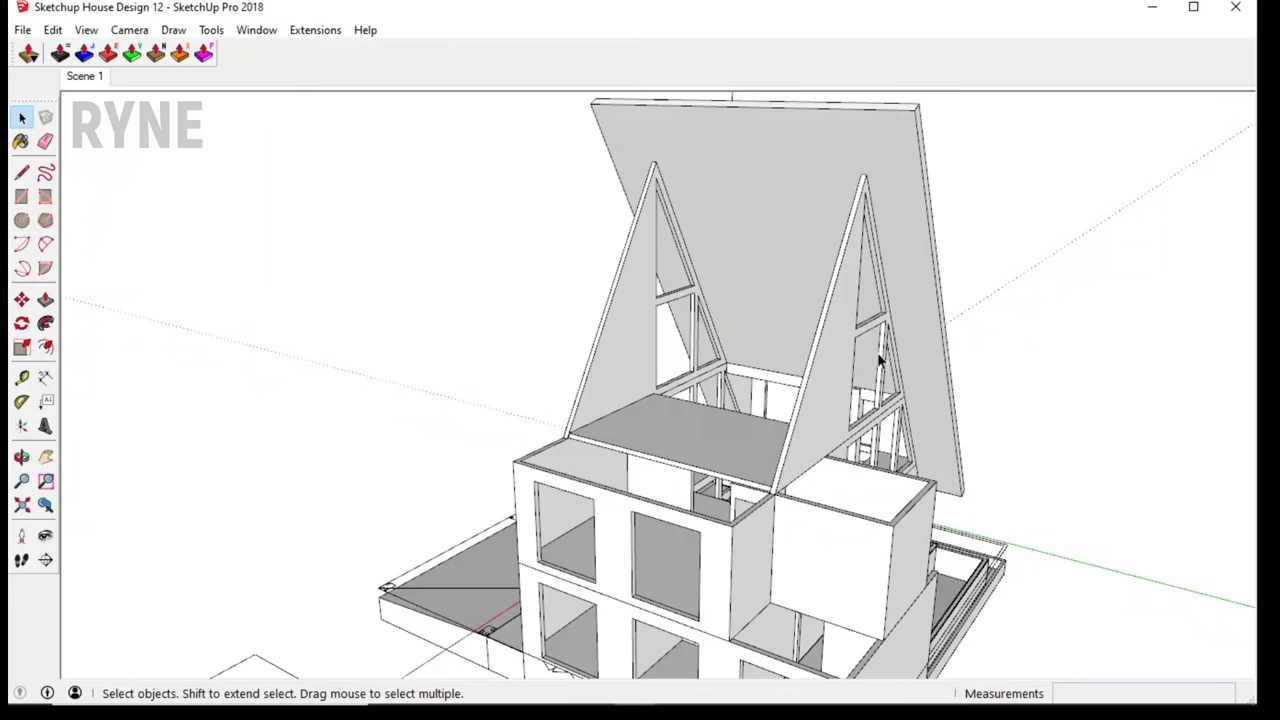 Sketchup House Design 12 - SketchUp Pro 2018
File Edit View Camera Draw Tools Window Extensions Help
Scene 1
RYNE
Select objects. Shift to extend select. Drag mouse to select multiple.
Measurements